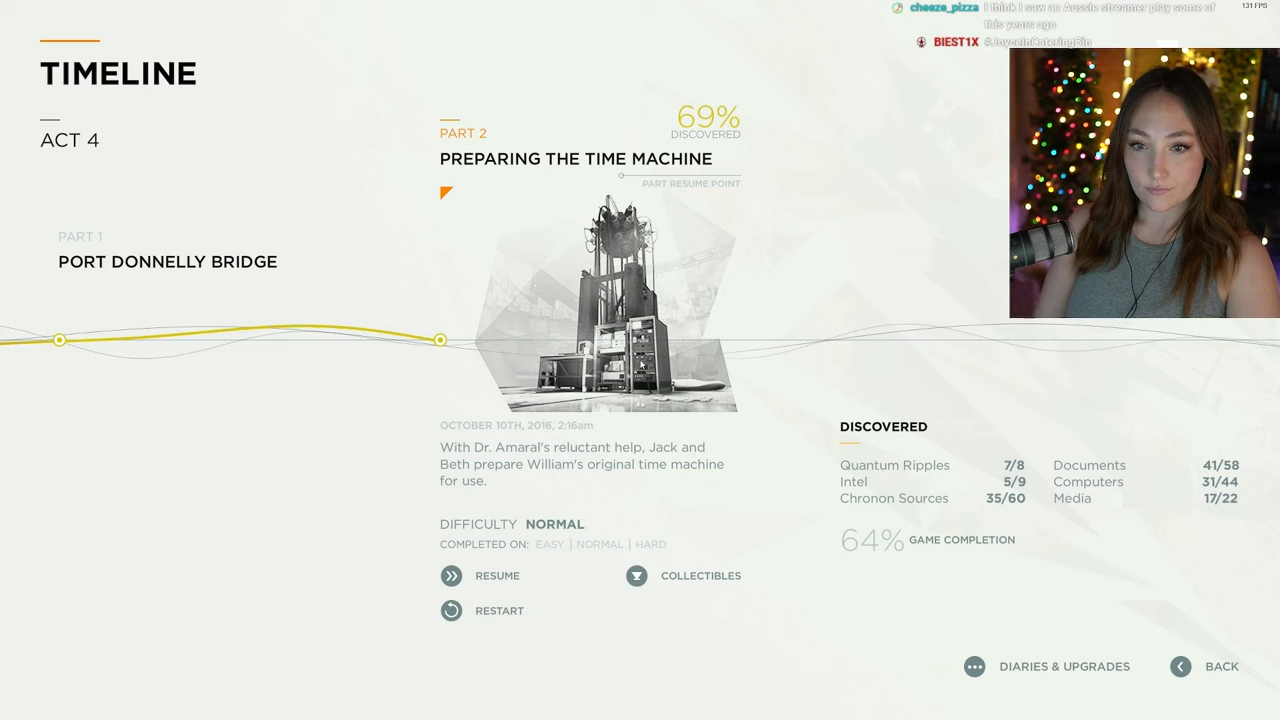 cheeze_pizza I think I saw an Aussie streamer play some of
this years ago
BIEST1X #JoyceInCateringBin
131 FPS
TIMELINE
ACT 4
PART 1
PORT DONNELLY BRIDGE
PART 2
69%
DISCOVERED
PREPARING THE TIME MACHINE
PART RESUME POINT
OCTOBER 10TH, 2016, 2:16am
With Dr. Amaral's reluctant help, Jack and
Beth prepare William's original time machine
for use.
DIFFICULTY NORMAL
COMPLETED ON: EASY | NORMAL | HARD
RESUME
COLLECTIBLES
RESTART
DISCOVERED
Quantum Ripples 7/8 Documents 41/58
Intel 5/9 Computers 31/44
Chronon Sources 35/60 Media 17/22
64% GAME COMPLETION
DIARIES & UPGRADES
BACK